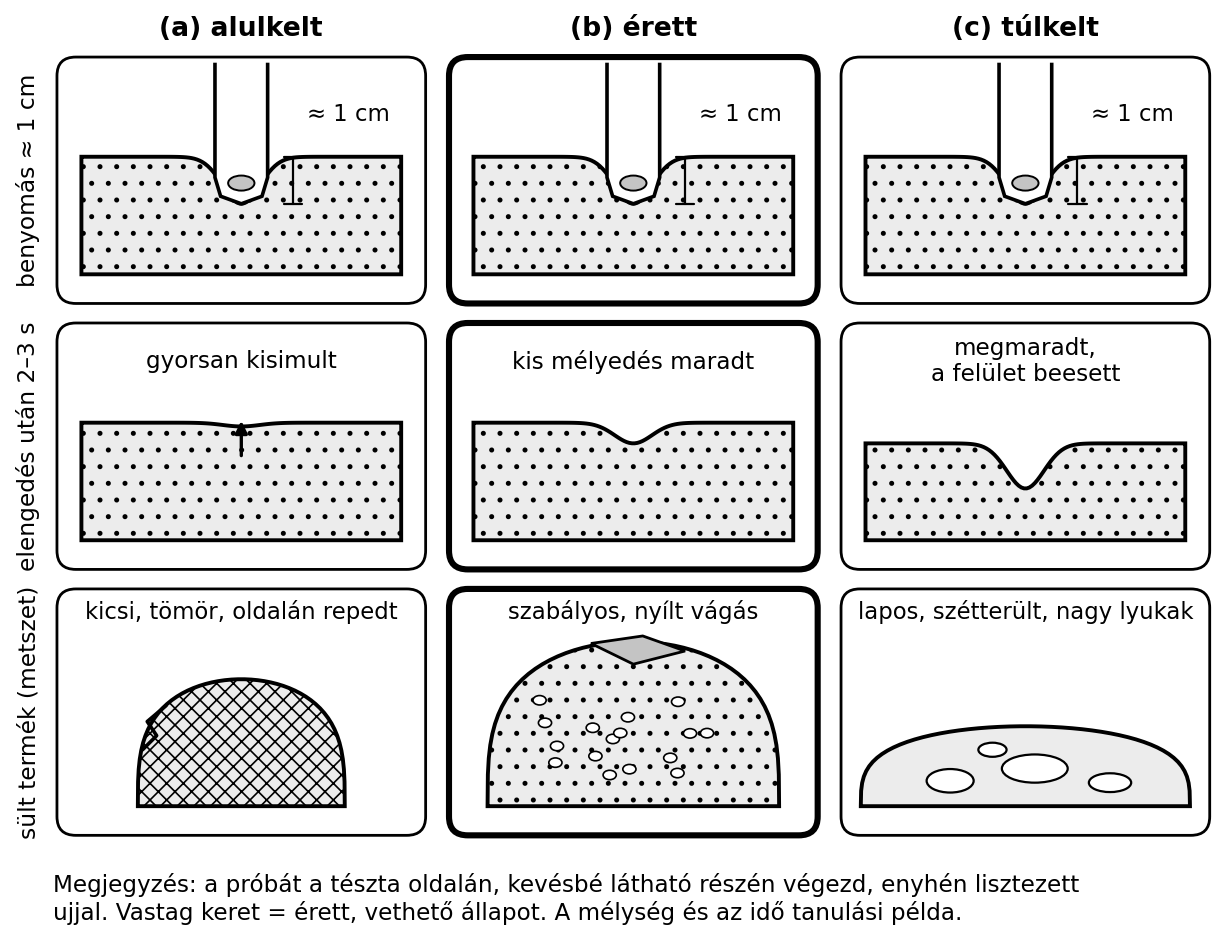 (a) alulkelt
(b) érett
(c) túlkelt
benyomás ≈ 1 cm
≈ 1 cm
≈ 1 cm
≈ 1 cm
elengedés után 2–3 s
gyorsan kisimult
kis mélyedés maradt
megmaradt,
a felület beesett
sült termék (metszet)
kicsi, tömör, oldalán repedt
szabályos, nyílt vágás
lapos, szétterült, nagy lyukak
Megjegyzés: a próbát a tészta oldalán, kevésbé látható részén végezd, enyhén lisztezett
ujjal. Vastag keret = érett, vethető állapot. A mélység és az idő tanulási példa.